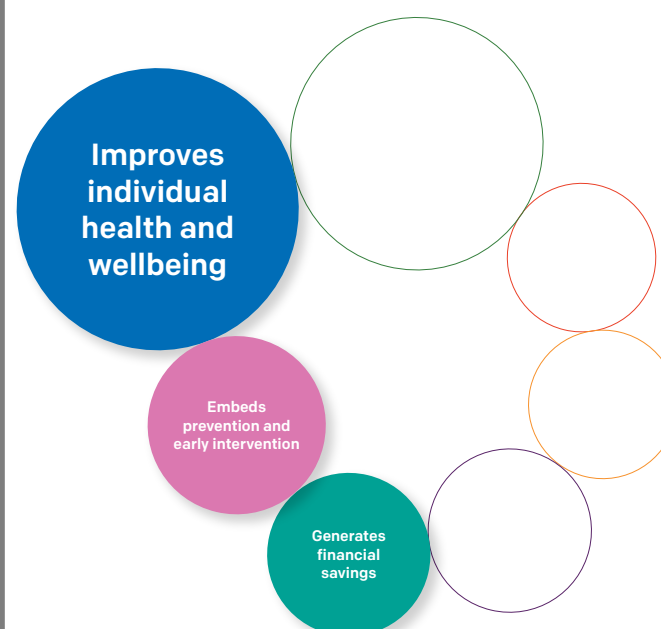 Improves
individual
health and
wellbeing
Embeds
prevention and
early intervention
Generates
financial
savings